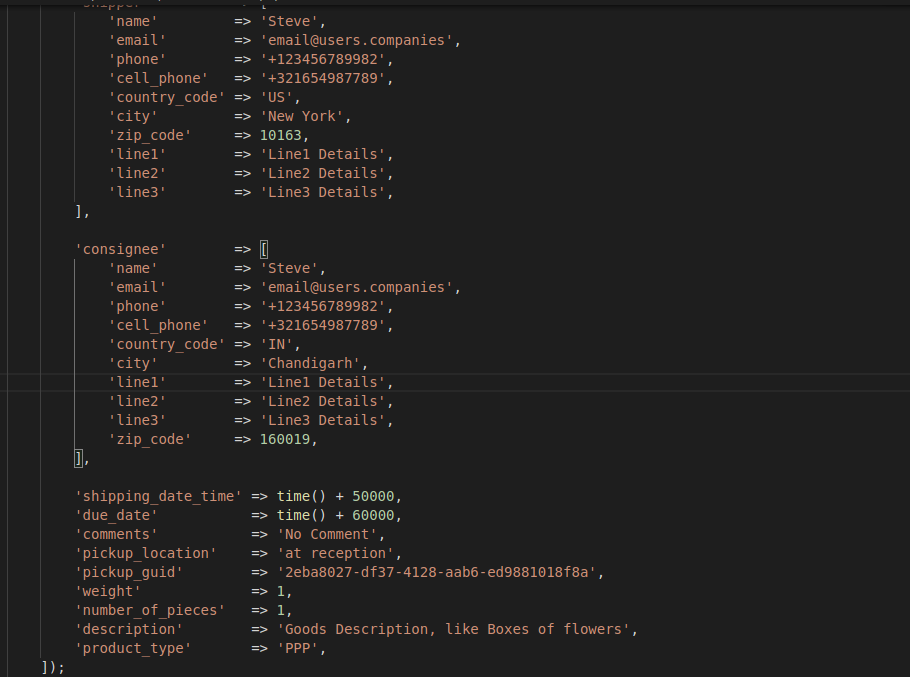 'shipper' => [
'name' => 'Steve',
'email' => 'email@users.companies',
'phone' => '+123456789982',
'cell_phone' => '+321654987789',
'country_code' => 'US',
'city' => 'New York',
'zip_code' => 10163,
'line1' => 'Line1 Details',
'line2' => 'Line2 Details',
'line3' => 'Line3 Details',
],
'consignee' => [
'name' => 'Steve',
'email' => 'email@users.companies',
'phone' => '+123456789982',
'cell_phone' => '+321654987789',
'country_code' => 'IN',
'city' => 'Chandigarh',
'line1' => 'Line1 Details',
'line2' => 'Line2 Details',
'line3' => 'Line3 Details',
'zip_code' => 160019,
],
'shipping_date_time' => time() + 50000,
'due_date' => time() + 60000,
'comments' => 'No Comment',
'pickup_location' => 'at reception',
'pickup_guid' => '2eba8027-df37-4128-aab6-ed9881018f8a',
'weight' => 1,
'number_of_pieces' => 1,
'description' => 'Goods Description, like Boxes of flowers',
'product_type' => 'PPP',
]);